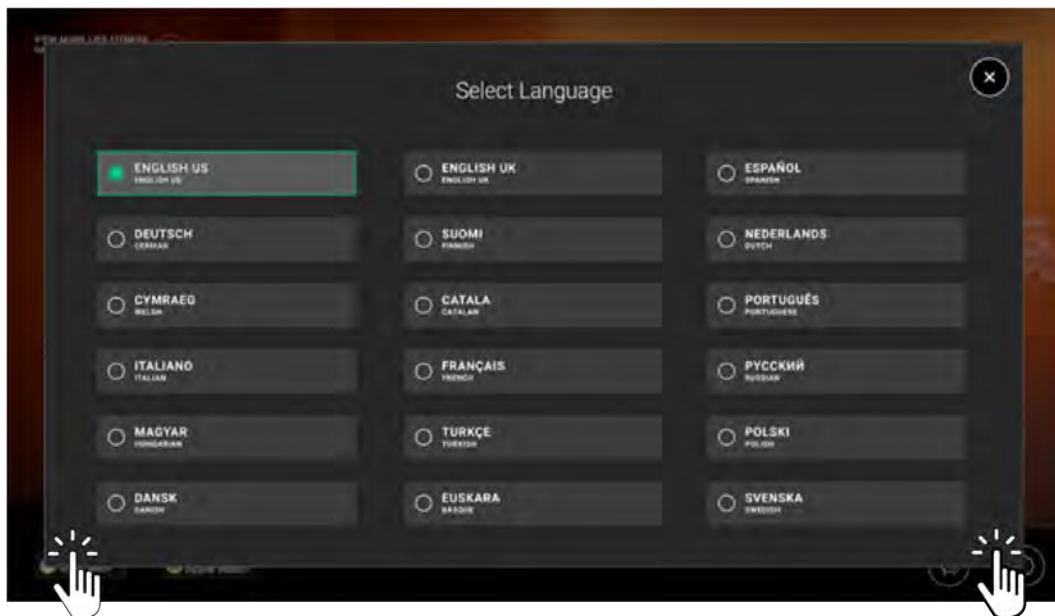 Select Language
ENGLISH US
ENGLISH US
ENGLISH UK
ENGLISH UK
ESPAÑOL
SPANISH
DEUTSCH
GERMAN
SUOMI
FINNISH
NEDERLANDS
DUTCH
CYMRAEG
WELSH
CATALA
CATALAN
PORTUGUÊS
PORTUGUESE
ITALIANO
ITALIAN
FRANÇAIS
FRENCH
РУССКИЙ
RUSSIAN
MAGYAR
HUNGARIAN
TURKÇE
TURKISH
POLSKI
POLISH
DANSK
DANISH
EUSKARA
BASQUE
SVENSKA
SWEDISH